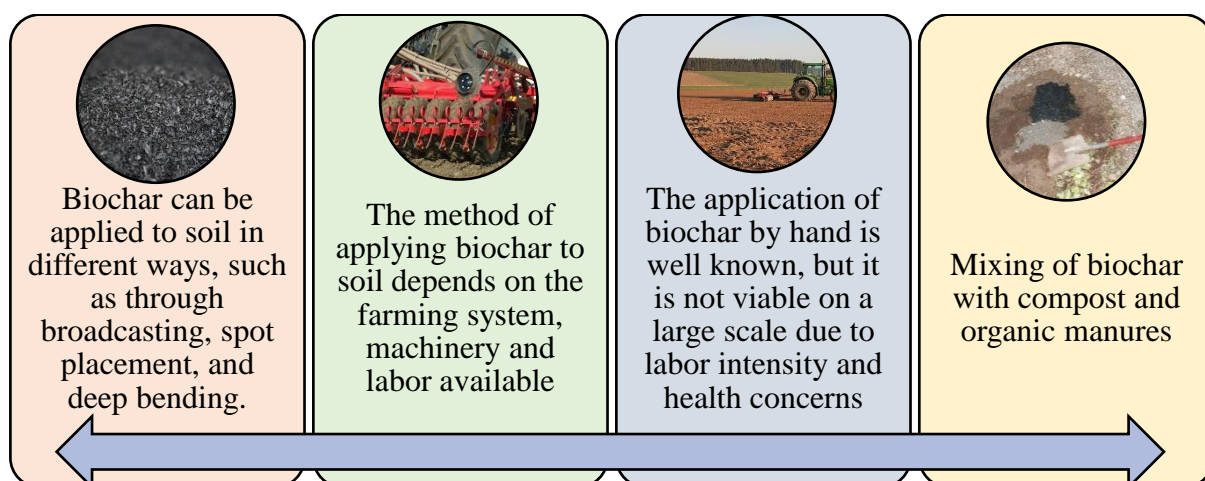 Biochar can be
applied to soil in
different ways, such
as through
broadcasting, spot
placement, and
deep bending.
The method of
applying biochar to
soil depends on the
farming system,
machinery and
labor available
The application of
biochar by hand is
well known, but it
is not viable on a
large scale due to
labor intensity and
health concerns
Mixing of biochar
with compost and
organic manures